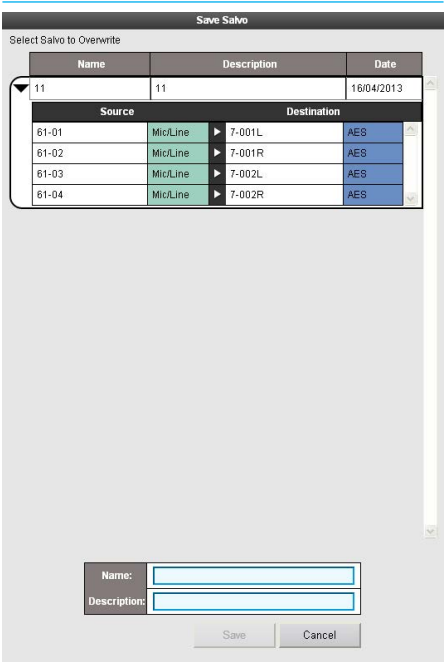 Save Salvo
Select Salvo to Overwrite
Name Description Date
11 11 16/04/2013
Source Destination
61-01 Mic/Line 7-001L AES
61-02 Mic/Line 7-001R AES
61-03 Mic/Line 7-002L AES
61-04 Mic/Line 7-002R AES
Name:
Description:
Save Cancel